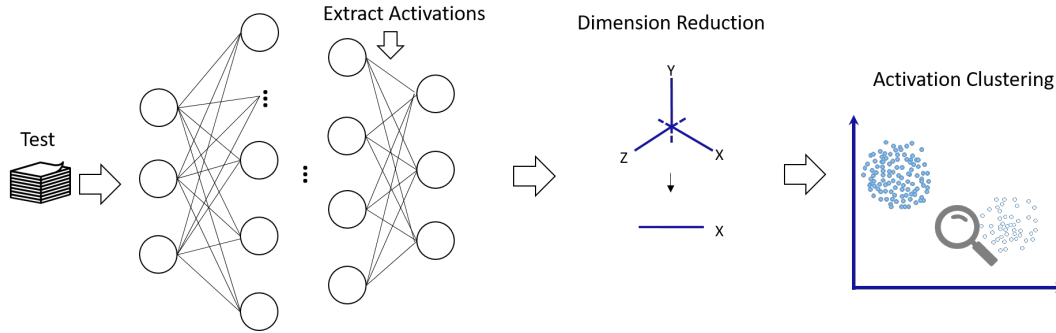 Extract Activations
Dimension Reduction
Activation Clustering
Test
Y
Z
X
X